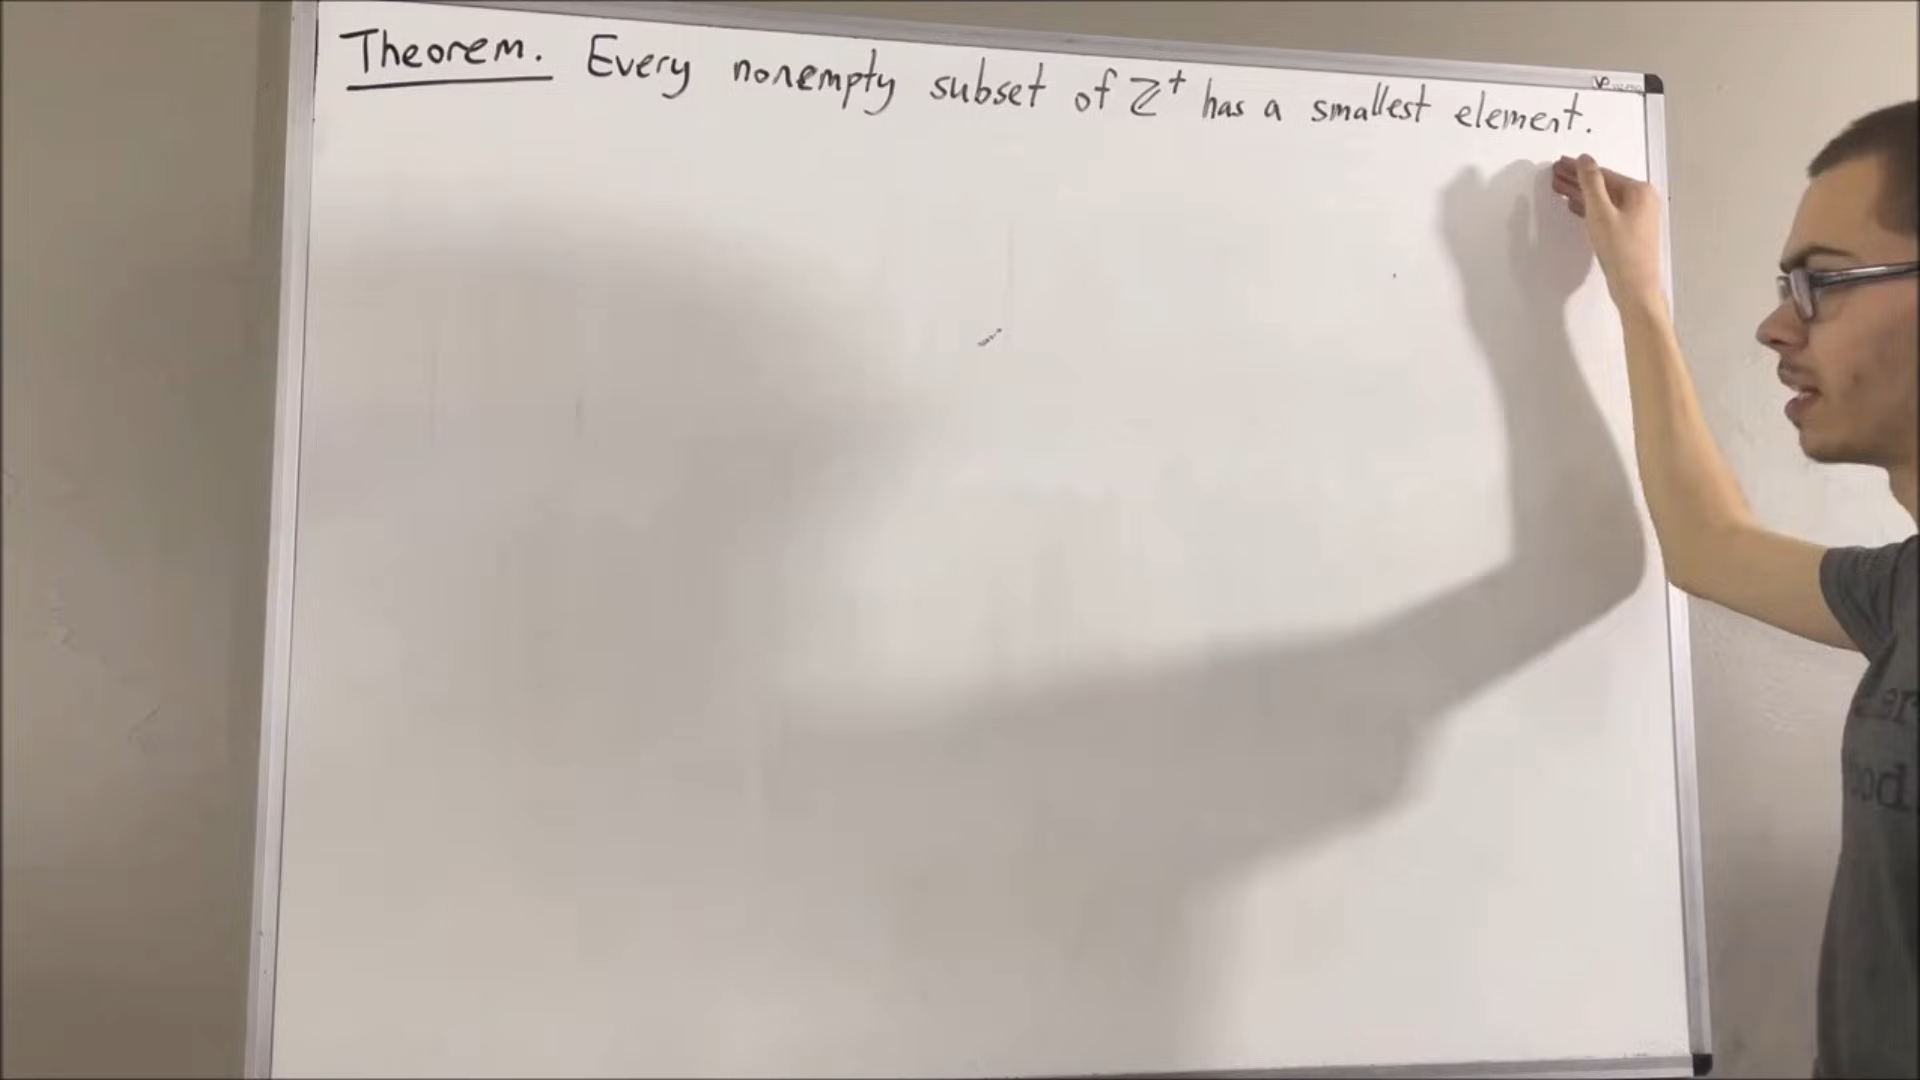 Theorem. Every nonempty subset of ℤ⁺ has a smallest element.